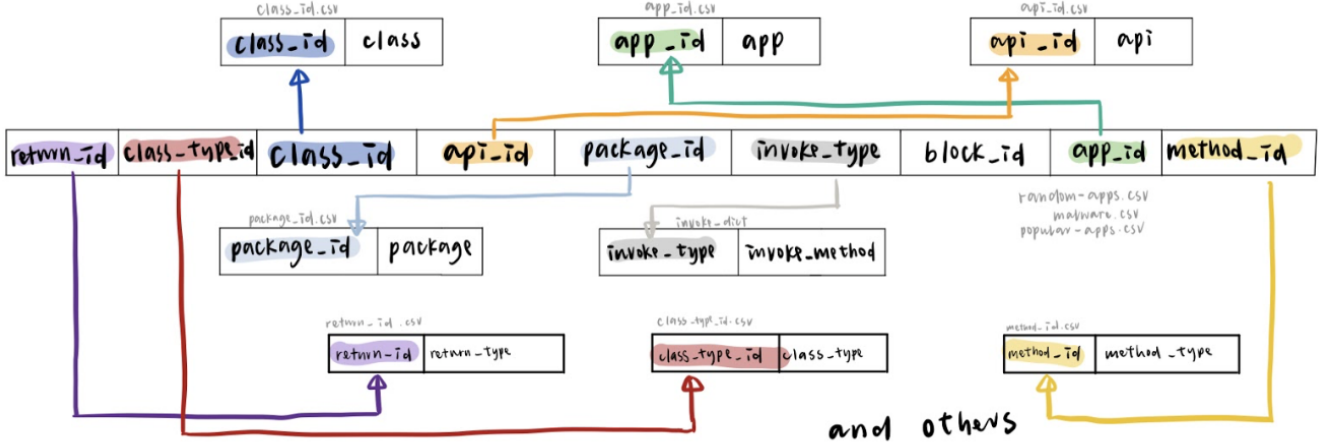 class_id.csv app_id.csv api_id.csv
class_id class app_id app api_id api
return_id class_type_id class_id api_id package_id invoke_type block_id app_id method_id
random-apps.csv
malware.csv
popular-apps.csv
package_id.csv invoke_dict
package_id package invoke_type invoke_method
return_id.csv class_type_id.csv method_id.csv
return_id return_type class_type_id class_type method_id method_type
and others